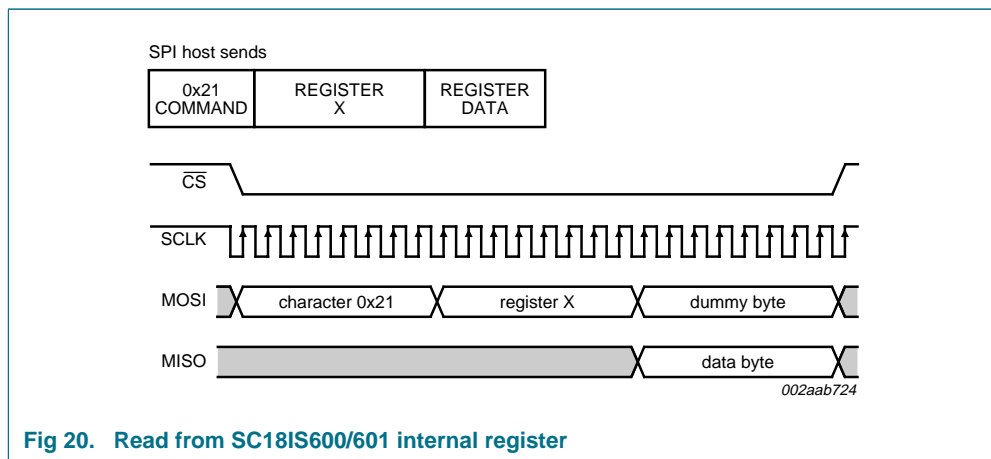 SPI host sends
0x21 COMMAND
REGISTER X
REGISTER DATA
CS
SCLK
MOSI
character 0x21
register X
dummy byte
MISO
data byte
002aab724
Fig 20. Read from SC18IS600/601 internal register